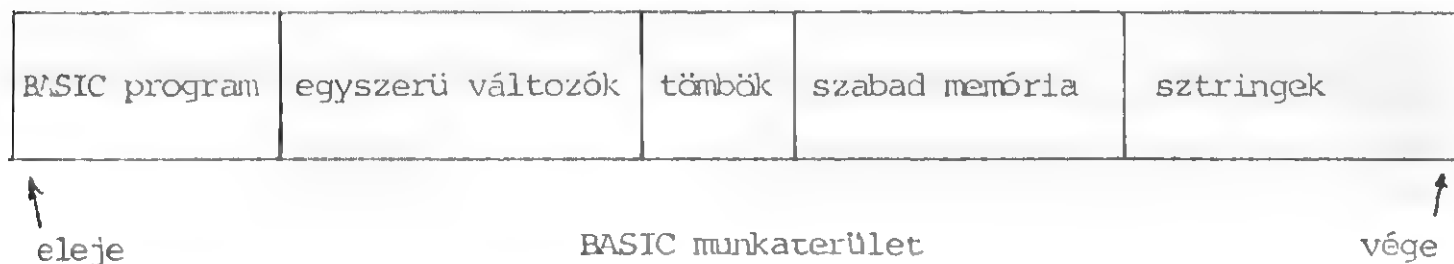 BASIC program egyszerü változók tömbök szabad memória sztringek
eleje BASIC munkaterület vége